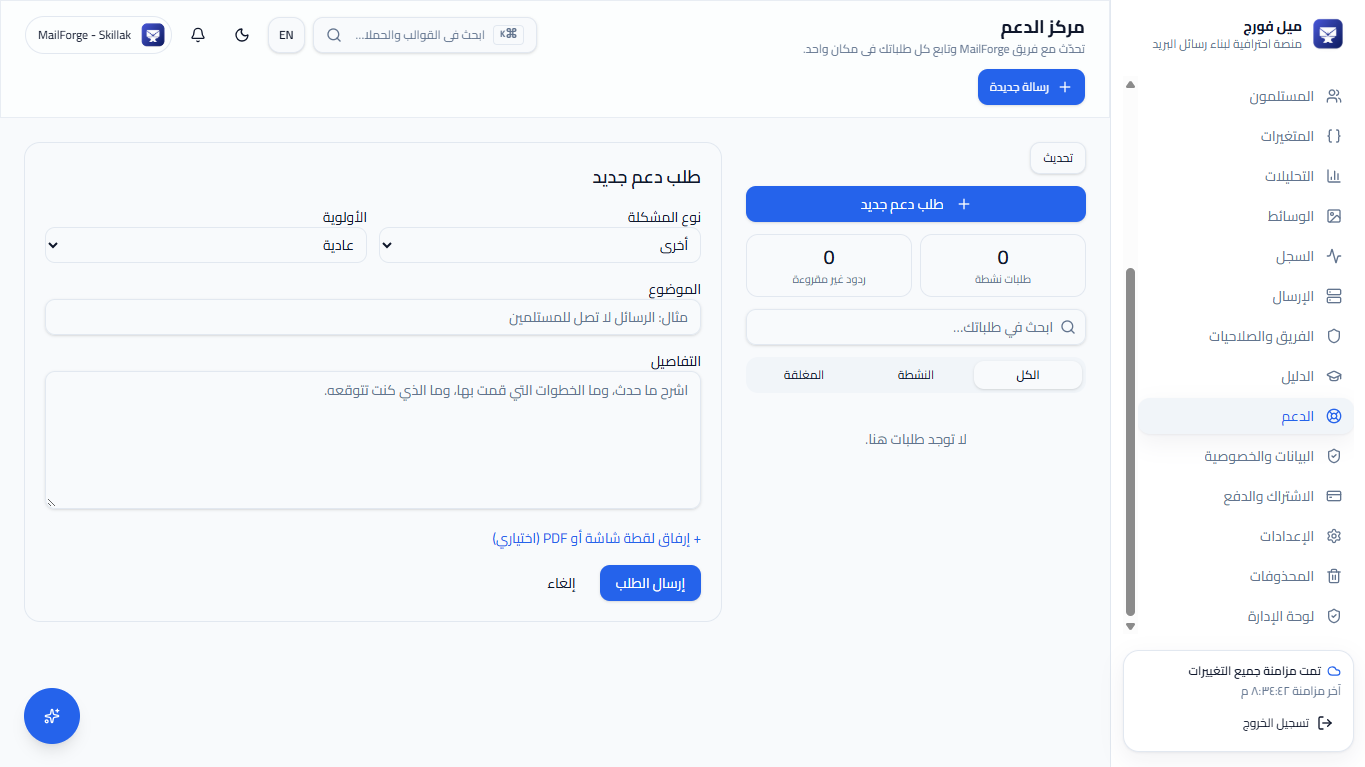 ميل فورج
منصة احترافية لبناء رسائل البريد
المستلمون
المتغيرات
التحليلات
الوسائط
السجل
الإرسال
الفريق والصلاحيات
الدليل
الدعم
البيانات والخصوصية
الاشتراك والدفع
الإعدادات
المحذوفات
لوحة الإدارة
تمت مزامنة جميع التغييرات
آخر مزامنة ٨:٣٤:٤٢ م
تسجيل الخروج
مركز الدعم
تحدّث مع فريق MailForge وتابع كل طلباتك في مكان واحد.
رسالة جديدة
ابحث في القوالب والحملا...
⌘K
EN
MailForge - Skillak
تحديث
طلب دعم جديد
0
طلبات نشطة
0
ردود غير مقروءة
ابحث في طلباتك...
الكل
النشطة
المغلقة
لا توجد طلبات هنا.
طلب دعم جديد
نوع المشكلة
أخرى
الأولوية
عادية
الموضوع
مثال: الرسائل لا تصل للمستلمين
التفاصيل
اشرح ما حدث، وما الخطوات التي قمت بها، وما الذي كنت تتوقعه.
+ إرفاق لقطة شاشة أو PDF (اختياري)
إرسال الطلب
إلغاء